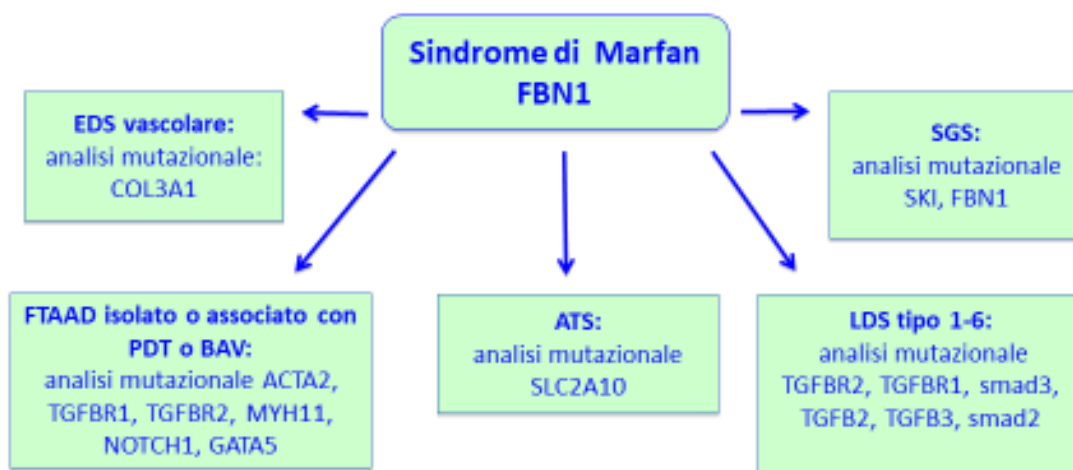 Sindrome di Marfan
FBN1
EDS vascolare:
analisi mutazionale:
COL3A1
SGS:
analisi mutazionale
SKI, FBN1
FTAAD isolato o associato con
PDT o BAV:
analisi mutazionale ACTA2,
TGFBR1, TGFBR2, MYH11,
NOTCH1, GATA5
ATS:
analisi mutazionale
SLC2A10
LDS tipo 1-6:
analisi mutazionale
TGFBR2, TGFBR1, smad3,
TGFB2, TGFB3, smad2